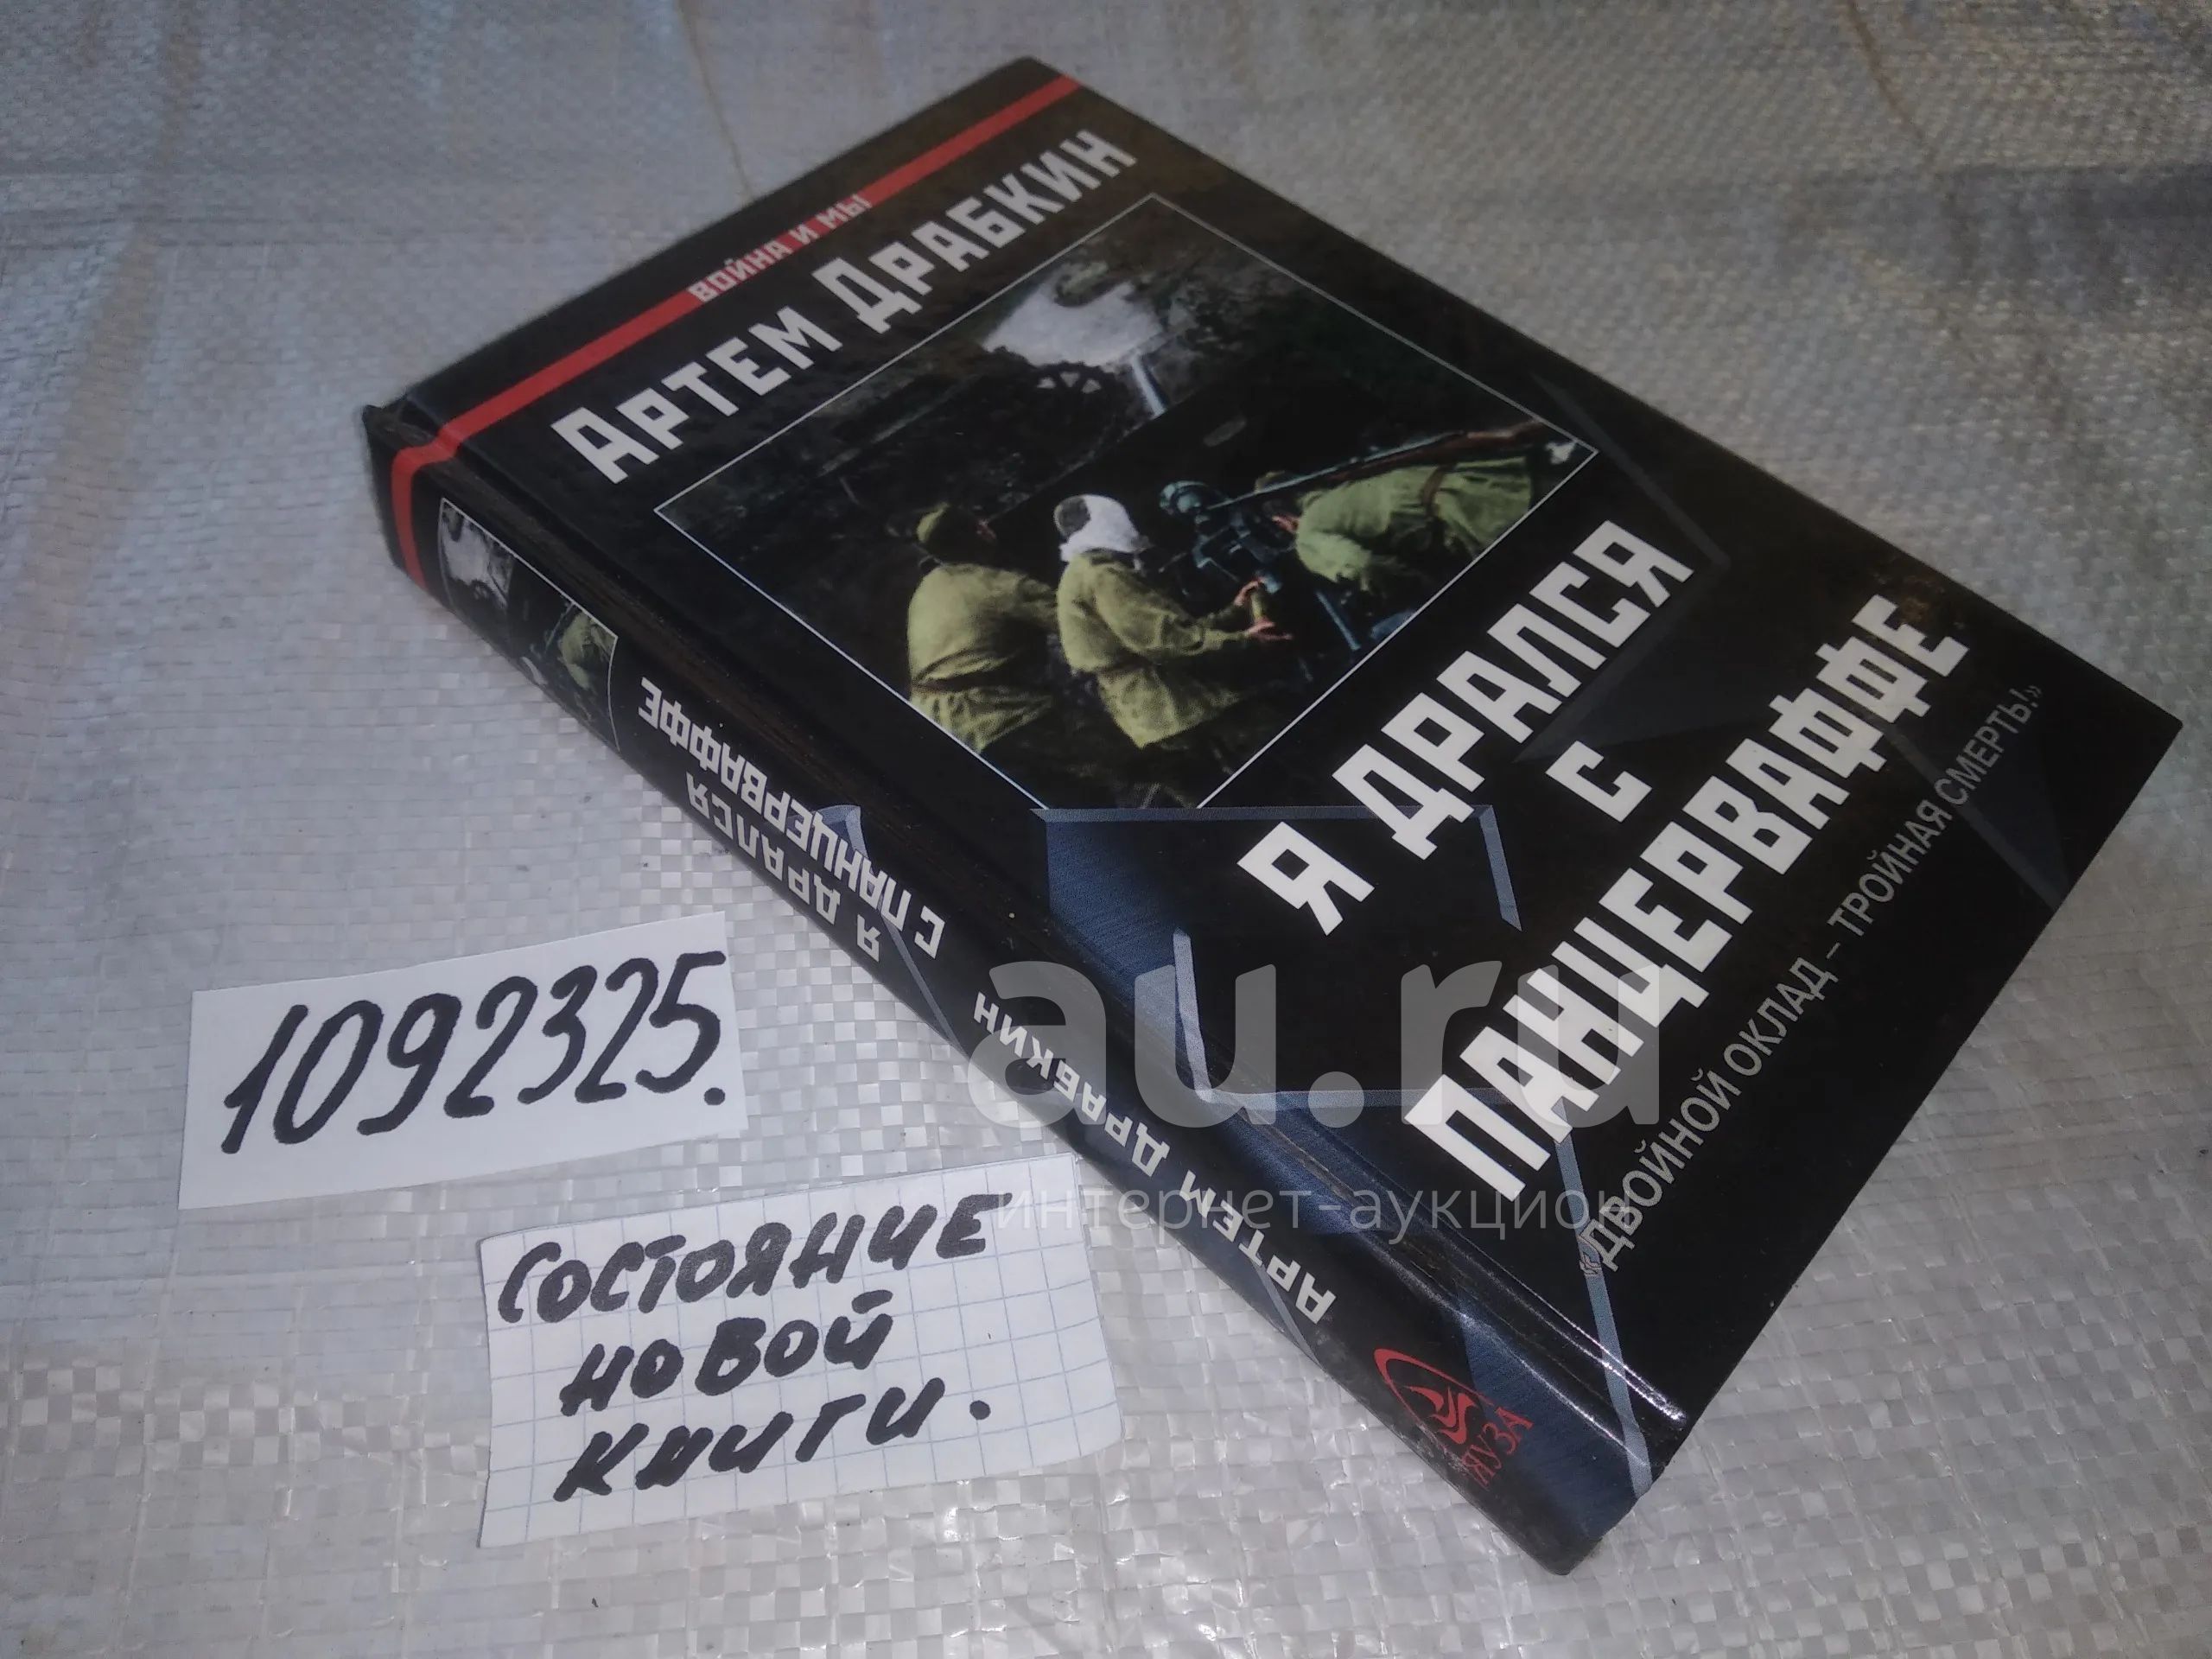 ВОЙНА И МЫ
АРТЕМ ДРАБКИН
Я ДРАЛСЯ
С
ПАНЦЕРВАФФЕ
«ДВОЙНОЙ ОКЛАД – ТРОЙНАЯ СМЕРТЬ!»
Я ДРАЛСЯ
С ПАНЦЕРВАФФЕ
АРТЕМ ДРАБКИН
ЯУЗА
1092325.
СОСТОЯНИЕ
НОВОЙ
КНИГИ.
au.ru
интернет-аукцион